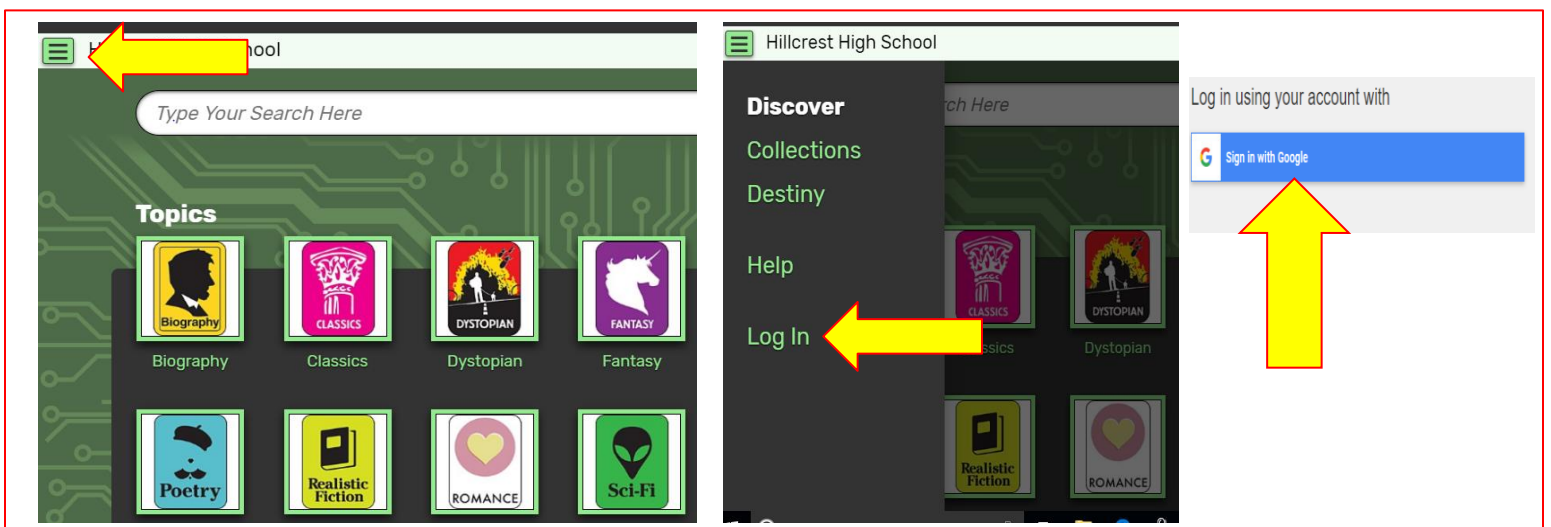 hool
Type Your Search Here
Topics
Biography
CLASSICS
DYSTOPIAN
FANTASY
Biography
Classics
Dystopian
Fantasy
Poetry
Realistic
Fiction
ROMANCE
Sci-Fi
Hillcrest High School
Discover
rch Here
Collections
Destiny
Help
Log In
CLASSICS
DYSTOPIAN
ssics
Dystopian
Realistic
Fiction
ROMANCE
Log in using your account with
G Sign in with Google